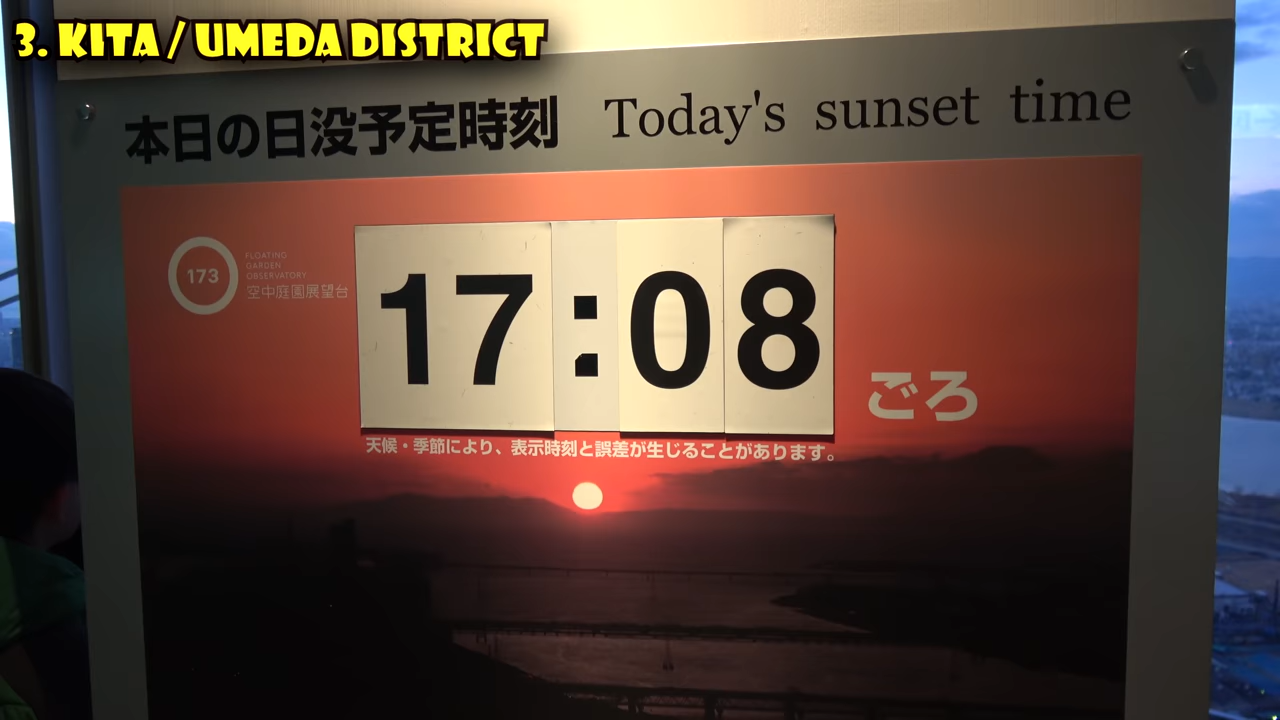 3. KITA / UMEDA DISTRICT
本日の日没予定時刻 Today's sunset time
173
FLOATING
GARDEN
OBSERVATORY
空中庭園展望台
17:08
ごろ
天候・季節により、表示時刻と誤差が生じることがあります。